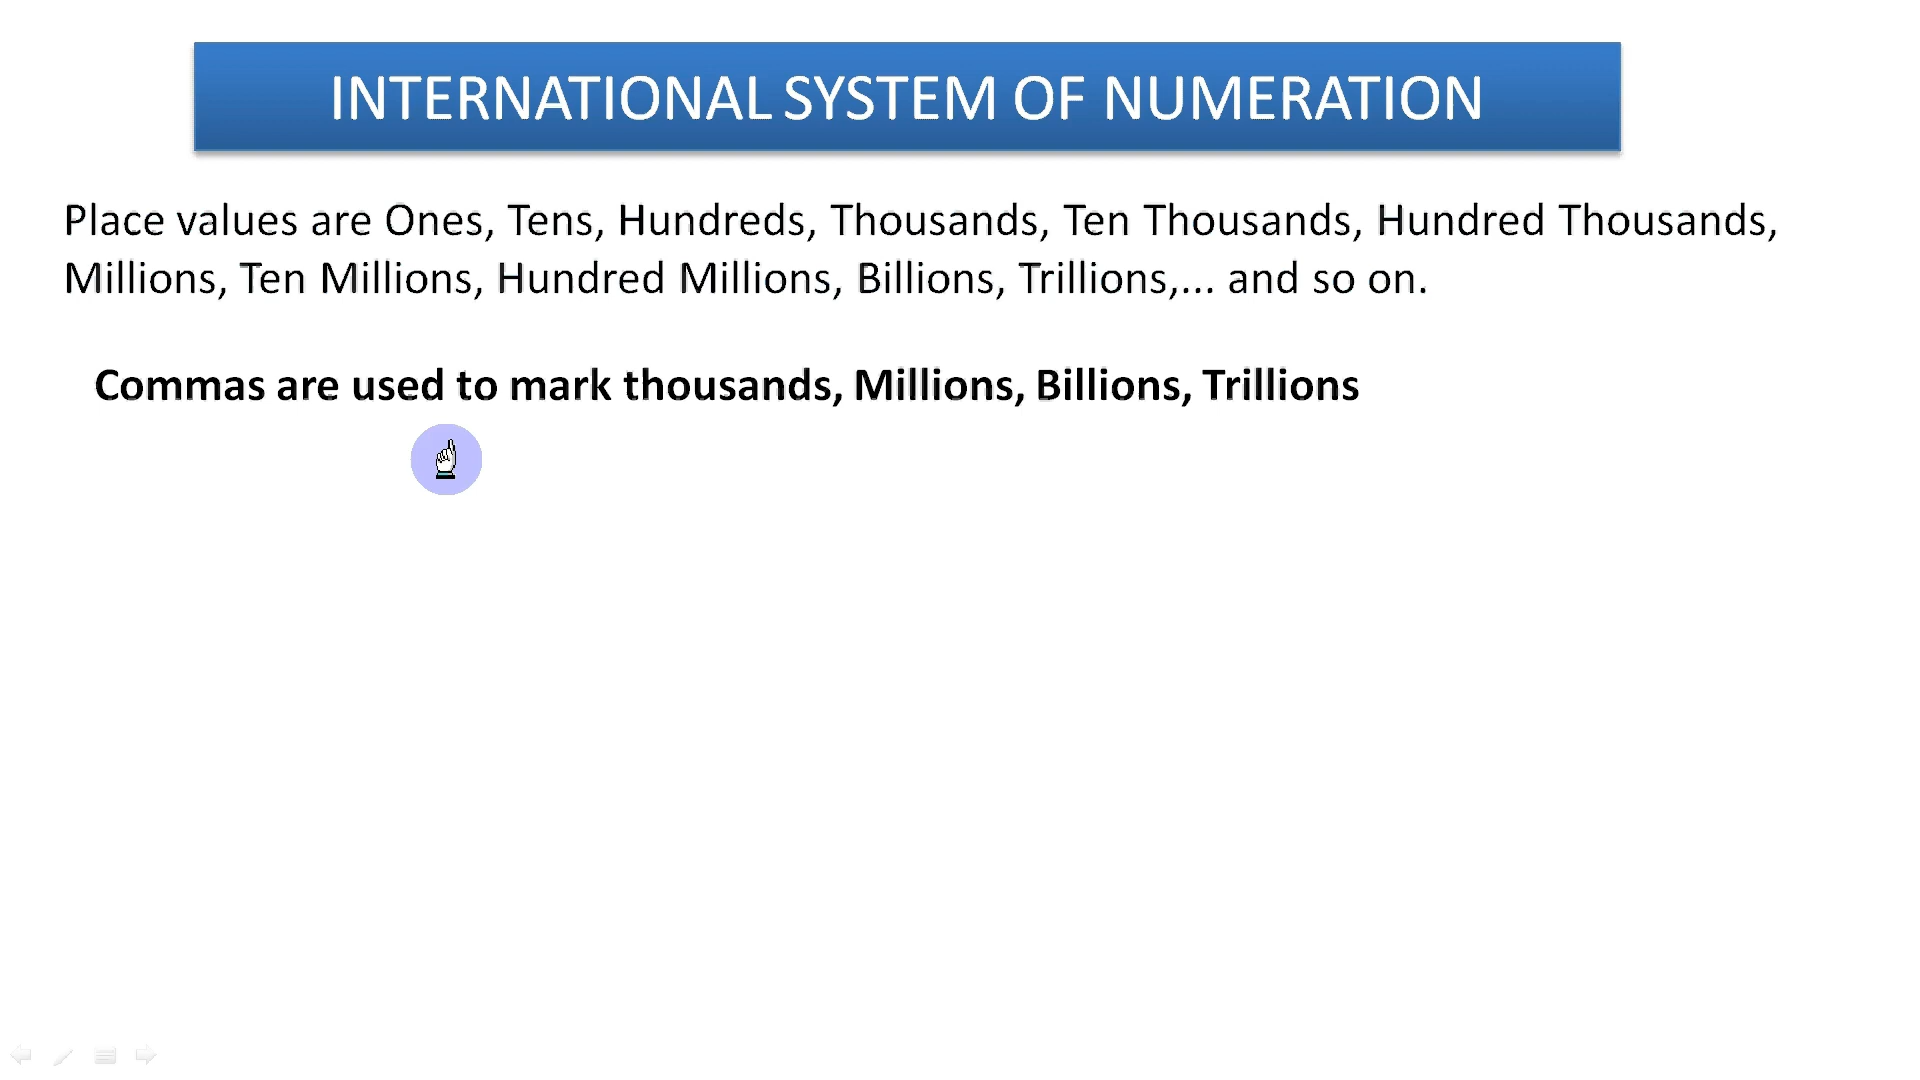 INTERNATIONAL SYSTEM OF NUMERATION
Place values are Ones, Tens, Hundreds, Thousands, Ten Thousands, Hundred Thousands,
Millions, Ten Millions, Hundred Millions, Billions, Trillions,... and so on.
Commas are used to mark thousands, Millions, Billions, Trillions